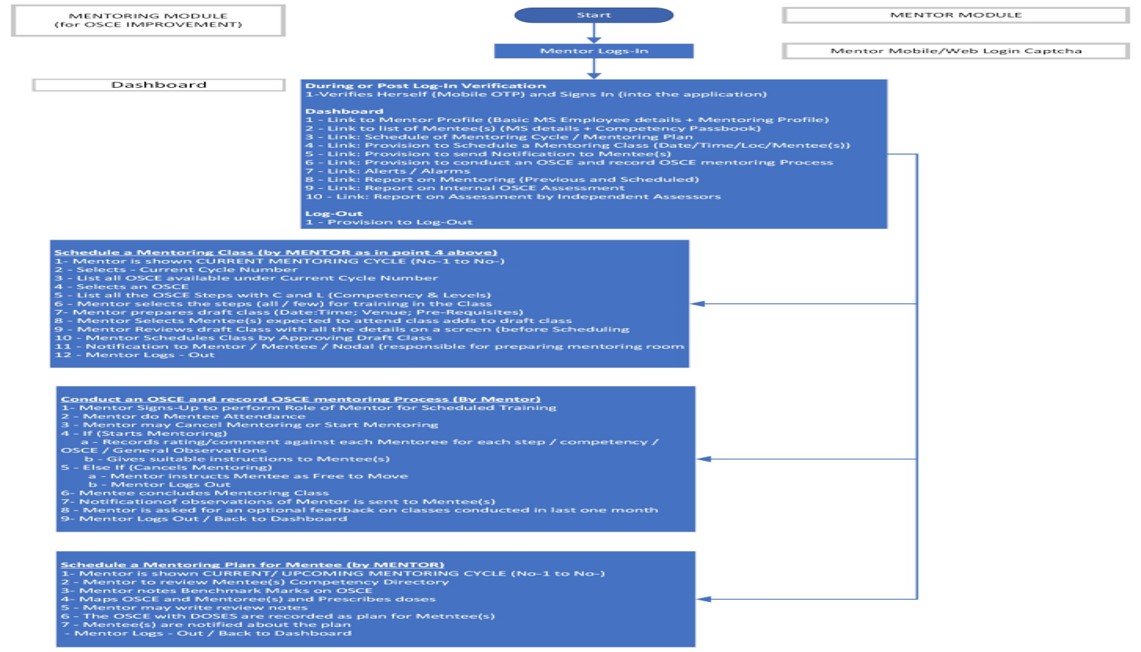 MENTORING MODULE
(for OSCE IMPROVEMENT)
Start
MENTOR MODULE
Mentor Logs-In
Mentor Mobile/Web Login Captcha
Dashboard
During or Post Log-In Verification
1-Verifies Herself (Mobile OTP) and Signs In (into the application)
Dashboard
1 - Link to Mentor Profile (Basic MS Employee details + Mentoring Profile)
2 - Link to list of Mentee(s) (MS details + Competency Passbook)
3 - Link: Schedule of Mentoring Cycle / Mentoring Plan
4 - Link: Provision to Schedule a Mentoring Class (Date/Time/Loc/Mentee(s))
5 - Link: Provision to send Notification to Mentee(s)
6 - Link: Provision to conduct an OSCE and record OSCE mentoring Process
7 - Link: Alerts / Alarms
8 - Link: Report on Mentoring (Previous and Scheduled)
9 - Link: Report on Internal OSCE Assessment
10 - Link: Report on Assessment by Independent Assessors
Log-Out
1 - Provision to Log-Out
Schedule a Mentoring Class (by MENTOR as in point 4 above)
1- Mentor is shown CURRENT MENTORING CYCLE (No-1 to No-)
2 - Selects - Current Cycle Number
3 - List all OSCE available under Current Cycle Number
4 - Selects an OSCE
5 - List all the OSCE Steps with C and L (Competency & Levels)
6 - Mentor selects the steps (all / few) for training in the Class
7- Mentor prepares draft class (Date:Time; Venue; Pre-Requisites)
8 - Mentor Selects Mentee(s) expected to attend class adds to draft class
9 - Mentor Reviews draft Class with all the details on a screen (before Scheduling
10 - Mentor Schedules Class by Approving Draft Class
11 - Notification to Mentor / Mentee / Nodal (responsible for preparing mentoring room
12 - Mentor Logs - Out
Conduct an OSCE and record OSCE mentoring Process (By Mentor)
1- Mentor Signs-Up to perform Role of Mentor for Scheduled Training
2 - Mentor do Mentee Attendance
3 - Mentor may Cancel Mentoring or Start Mentoring
4 - If (Starts Mentoring)
a - Records rating/comment against each Mentoree for each step / competency /
OSCE / General Observations
b - Gives suitable instructions to Mentee(s)
5 - Else If (Cancels Mentoring)
a - Mentor instructs Mentee as Free to Move
b - Mentor Logs Out
6- Mentee concludes Mentoring Class
7- Notificationof observations of Mentor is sent to Mentee(s)
8 - Mentor is asked for an optional feedback on classes conducted in last one month
9- Mentor Logs Out / Back to Dashboard
Schedule a Mentoring Plan for Mentee (by MENTOR)
1- Mentor is shown CURRENT/ UPCOMING MENTORING CYCLE (No-1 to No-)
2 - Mentor to review Mentee(s) Competency Directory
3- Mentor notes Benchmark Marks on OSCE
4- Maps OSCE and Mentoree(s) and Prescribes doses
5 - Mentor may write review notes
6 - The OSCE with DOSES are recorded as plan for Metntee(s)
7 - Mentee(s) are notified about the plan
- Mentor Logs - Out / Back to Dashboard